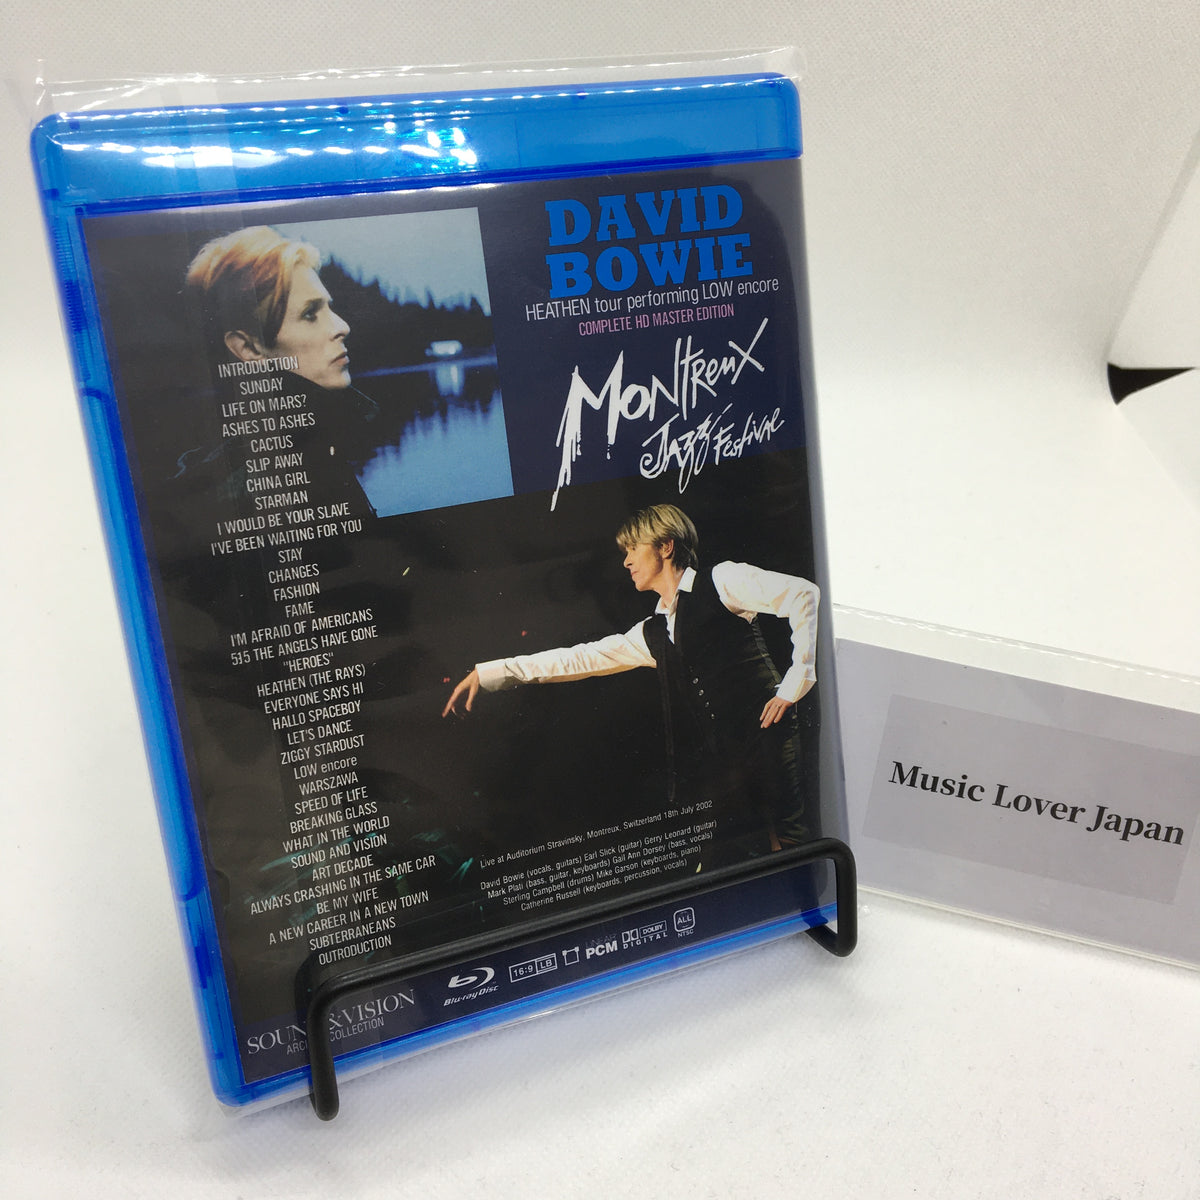 DAVID
BOWIE
HEATHEN tour performing LOW encore
COMPLETE HD MASTER EDITION
MONTREUX
JAZZ FESTIVAL
INTRODUCTION
SUNDAY
LIFE ON MARS?
ASHES TO ASHES
CACTUS
SLIP AWAY
CHINA GIRL
STARMAN
I WOULD BE YOUR SLAVE
I'VE BEEN WAITING FOR YOU
STAY
CHANGES
FASHION
FAME
I'M AFRAID OF AMERICANS
5:15 THE ANGELS HAVE GONE
"HEROES"
HEATHEN (THE RAYS)
EVERYONE SAYS HI
HALLO SPACEBOY
LET'S DANCE
ZIGGY STARDUST
LOW encore
WARSZAWA
SPEED OF LIFE
BREAKING GLASS
WHAT IN THE WORLD
SOUND AND VISION
ART DECADE
ALWAYS CRASHING IN THE SAME CAR
BE MY WIFE
A NEW CAREER IN A NEW TOWN
SUBTERRANEANS
OUTRODUCTION
Live at Auditorium Stravinsky, Montreux, Switzerland 18th July 2002
David Bowie (vocals, guitars) Earl Slick (guitar) Gerry Leonard (guitar)
Mark Plati (bass, guitar, keyboards) Gail Ann Dorsey (bass, vocals)
Sterling Campbell (drums) Mike Garson (keyboards, piano)
Catherine Russell (keyboards, percussion, vocals)
Blu-ray Disc
16:9 LB
LINEAR
PCM
DOLBY
DIGITAL
ALL
NTSC
&VISION
COLLECTION
Music Lover Japan